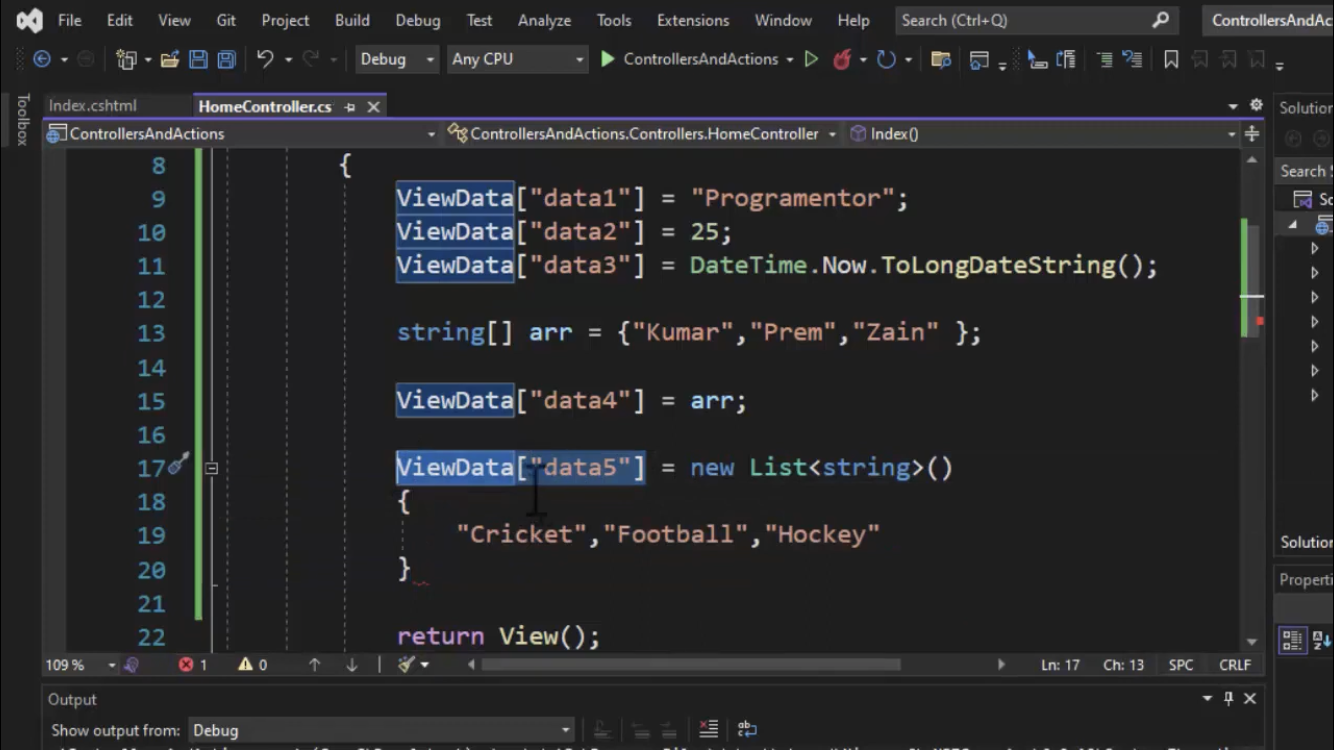 File Edit View Git Project Build Debug Test Analyze Tools Extensions Window Help Search (Ctrl+Q) ControllersAndAc
Debug Any CPU ControllersAndActions
Toolbox
Index.cshtml HomeController.cs
ControllersAndActions ControllersAndActions.Controllers.HomeController Index()
8 {
9 ViewData["data1"] = "Programentor";
10 ViewData["data2"] = 25;
11 ViewData["data3"] = DateTime.Now.ToLongDateString();
12
13 string[] arr = {"Kumar","Prem","Zain" };
14
15 ViewData["data4"] = arr;
16
17 ViewData["data5"] = new List<string>()
18 {
19 "Cricket","Football","Hockey"
20 }
21
22 return View();
109 % 1 0 Ln: 17 Ch: 13 SPC CRLF
Solution
Search S
So
Solution
Properti
Output
Show output from: Debug